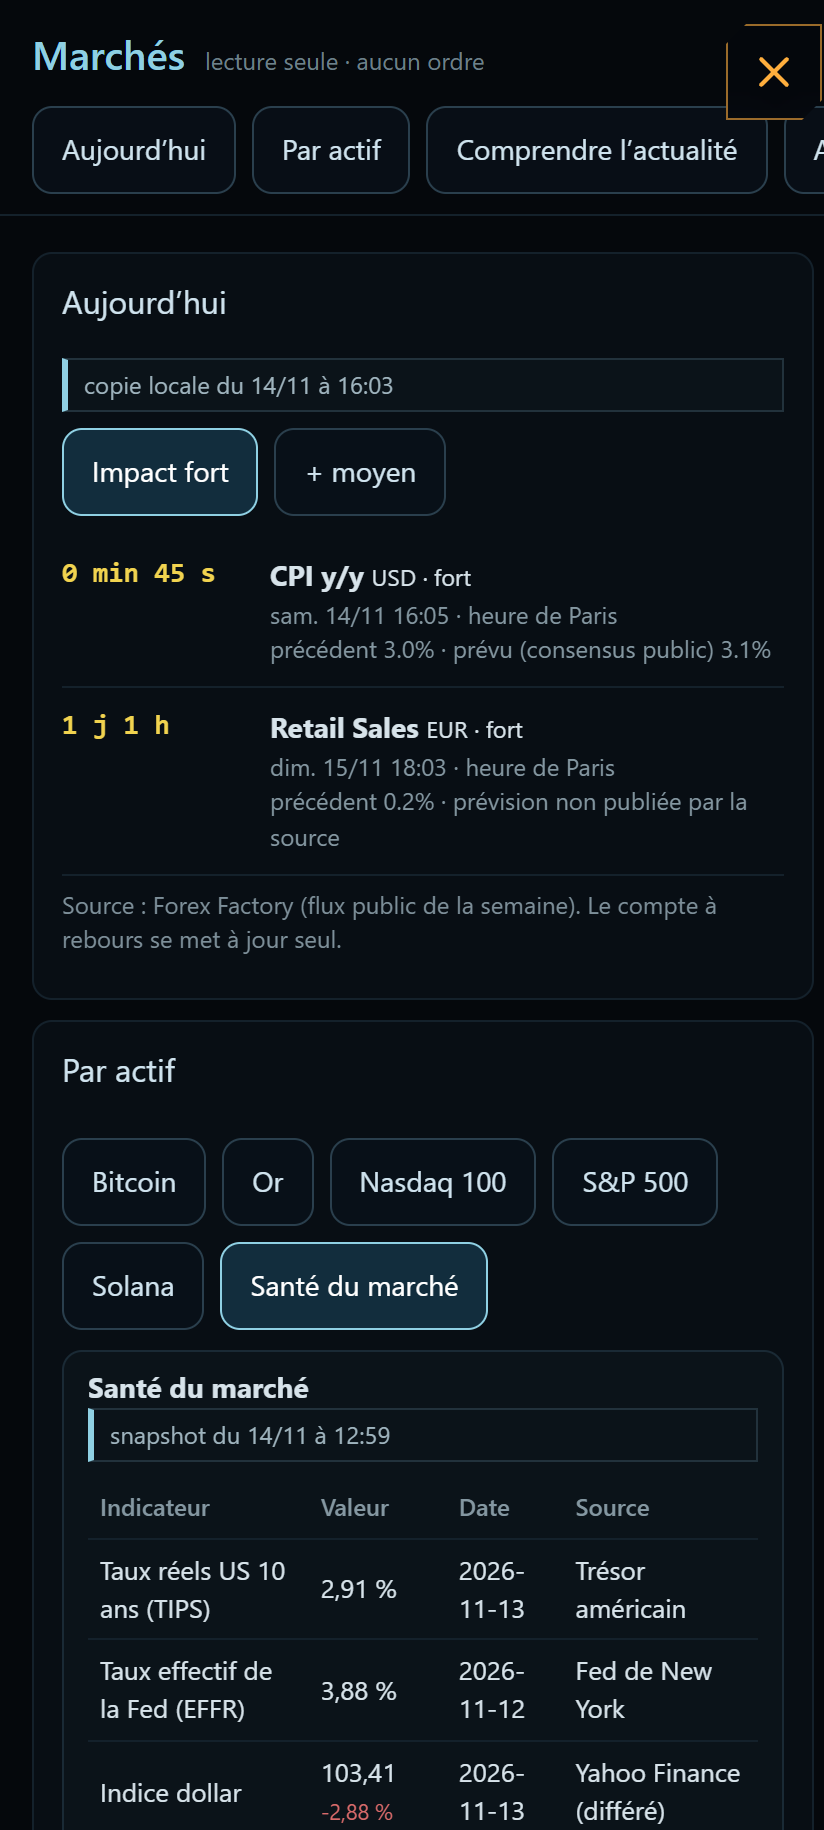 Marchés lecture seule · aucun ordre
Aujourd’hui
Par actif
Comprendre l’actualité
Aujourd’hui
copie locale du 14/11 à 16:03
Impact fort
+ moyen
0 min 45 s
CPI y/y USD · fort
sam. 14/11 16:05 · heure de Paris
précédent 3.0% · prévu (consensus public) 3.1%
1 j 1 h
Retail Sales EUR · fort
dim. 15/11 18:03 · heure de Paris
précédent 0.2% · prévision non publiée par la
source
Source : Forex Factory (flux public de la semaine). Le compte à
rebours se met à jour seul.
Par actif
Bitcoin
Or
Nasdaq 100
S&P 500
Solana
Santé du marché
Santé du marché
snapshot du 14/11 à 12:59
Indicateur Valeur Date Source
Taux réels US 10
ans (TIPS)
2,91 %
2026-
11-13
Trésor
américain
Taux effectif de
la Fed (EFFR)
3,88 %
2026-
11-12
Fed de New
York
Indice dollar
103,41
-2,88 %
2026-
11-13
Yahoo Finance
(différé)